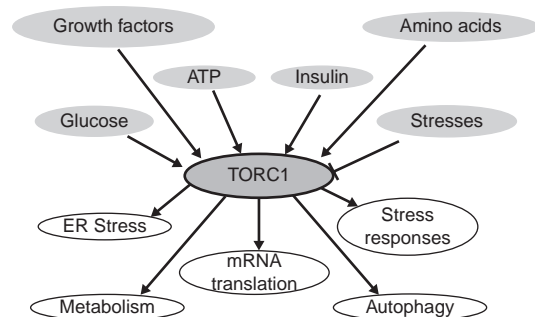 Growth factors
Amino acids
ATP
Insulin
Glucose
Stresses
TORC1
ER Stress
Stress
responses
mRNA
translation
Metabolism
Autophagy